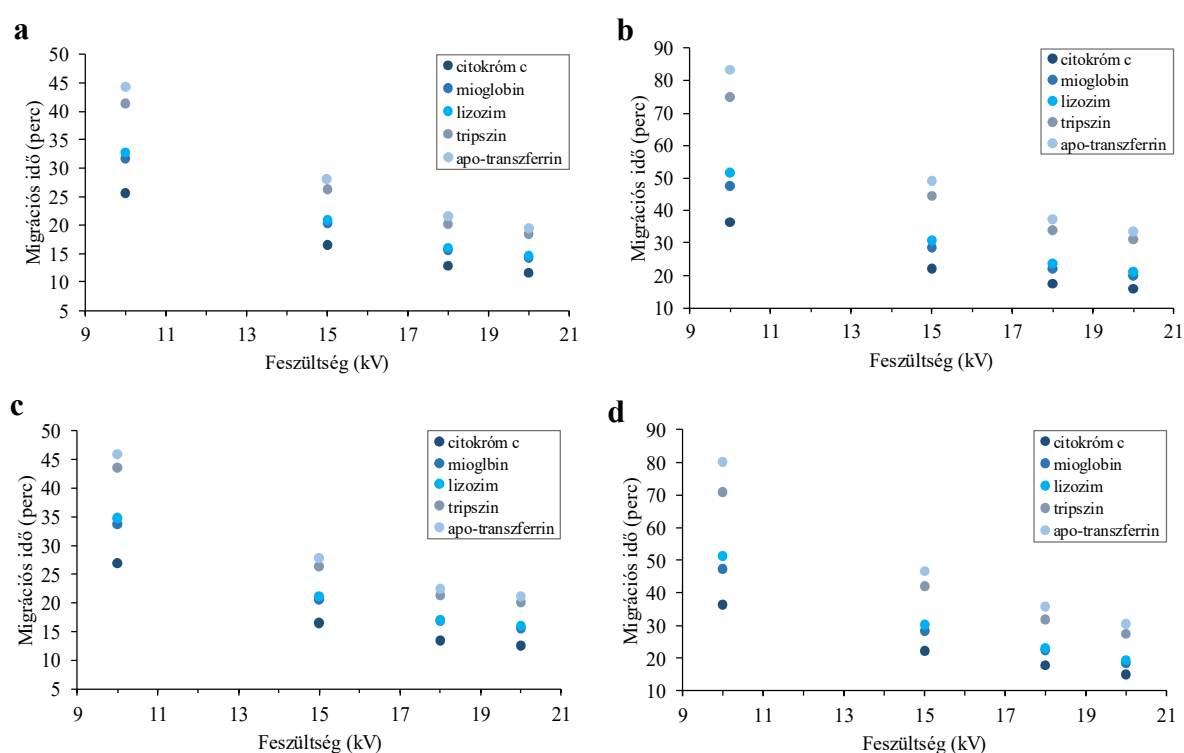 a
50
45
40
35
30
25
20
15
10
5
Migrációs idő (perc)
citokróm c
mioglobin
lizozim
tripszin
apo-transzferrin
9 11 13 15 17 19 21
Feszültség (kV)
b
90
80
70
60
50
40
30
20
10
Migrációs idő (perc)
citokróm c
mioglobin
lizozim
tripszin
apo-transzferrin
9 11 13 15 17 19 21
Feszültség (kV)
c
50
45
40
35
30
25
20
15
10
5
Migrációs idő (perc)
citokróm c
mioglbin
lizozim
tripszin
apo-transzferrin
9 11 13 15 17 19 21
Feszültség (kV)
d
90
80
70
60
50
40
30
20
10
Migrációs idő (perc)
citokróm c
mioglobin
lizozim
tripszin
apo-transzferrin
9 11 13 15 17 19 21
Feszültség (kV)